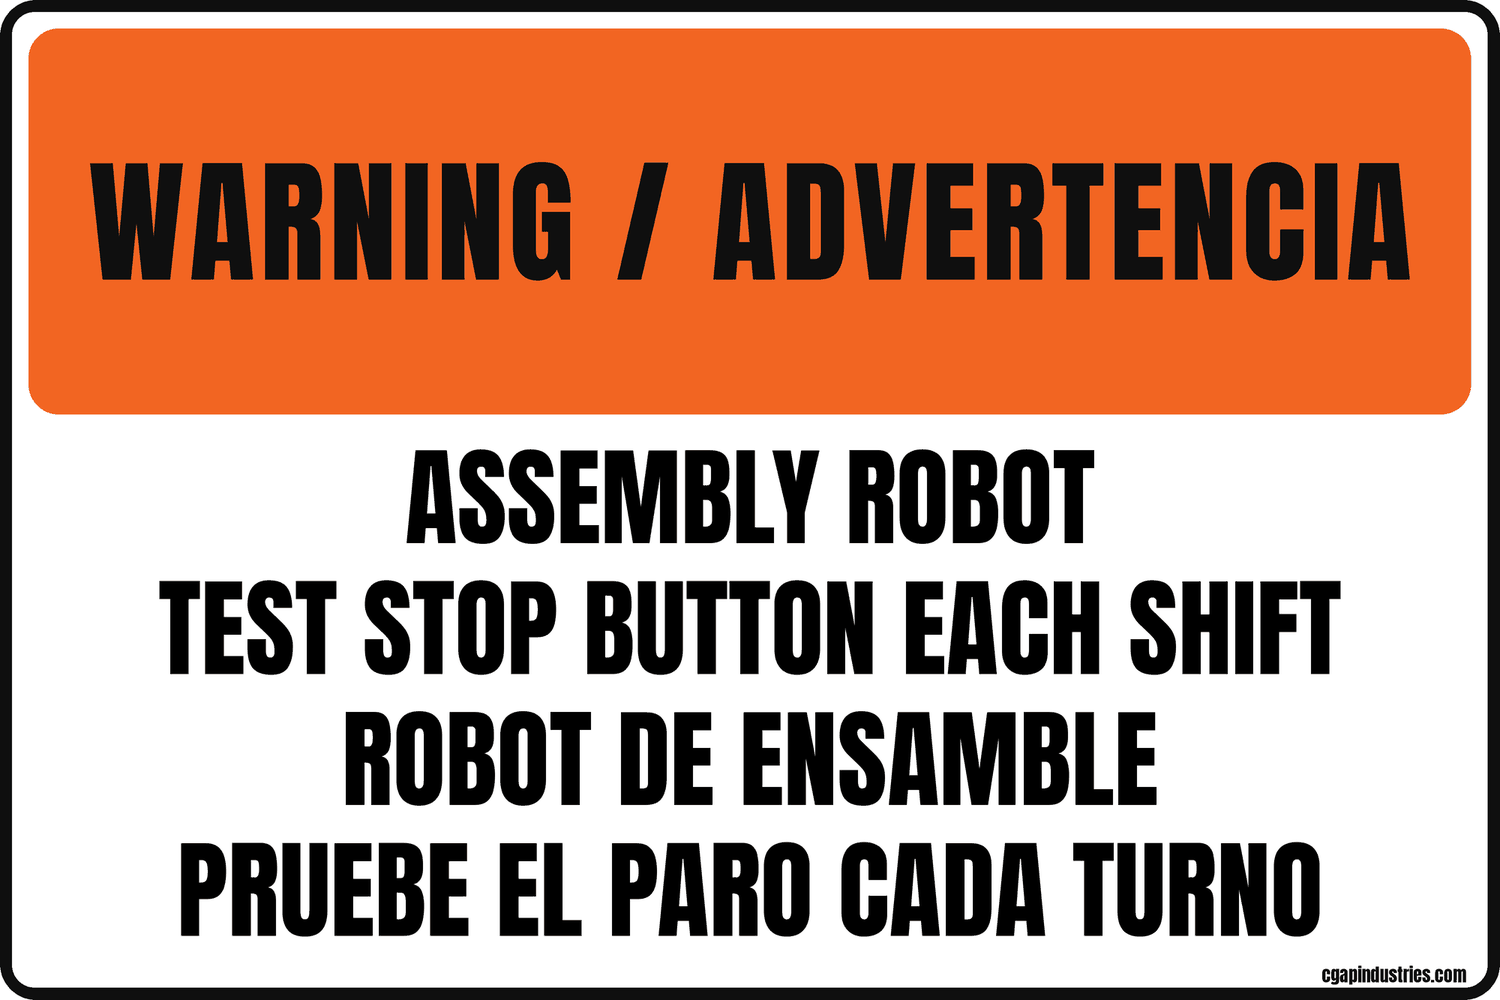 WARNING / ADVERTENCIA
ASSEMBLY ROBOT
TEST STOP BUTTON EACH SHIFT
ROBOT DE ENSAMBLE
PRUEBE EL PARO CADA TURNO
cgapindustries.com